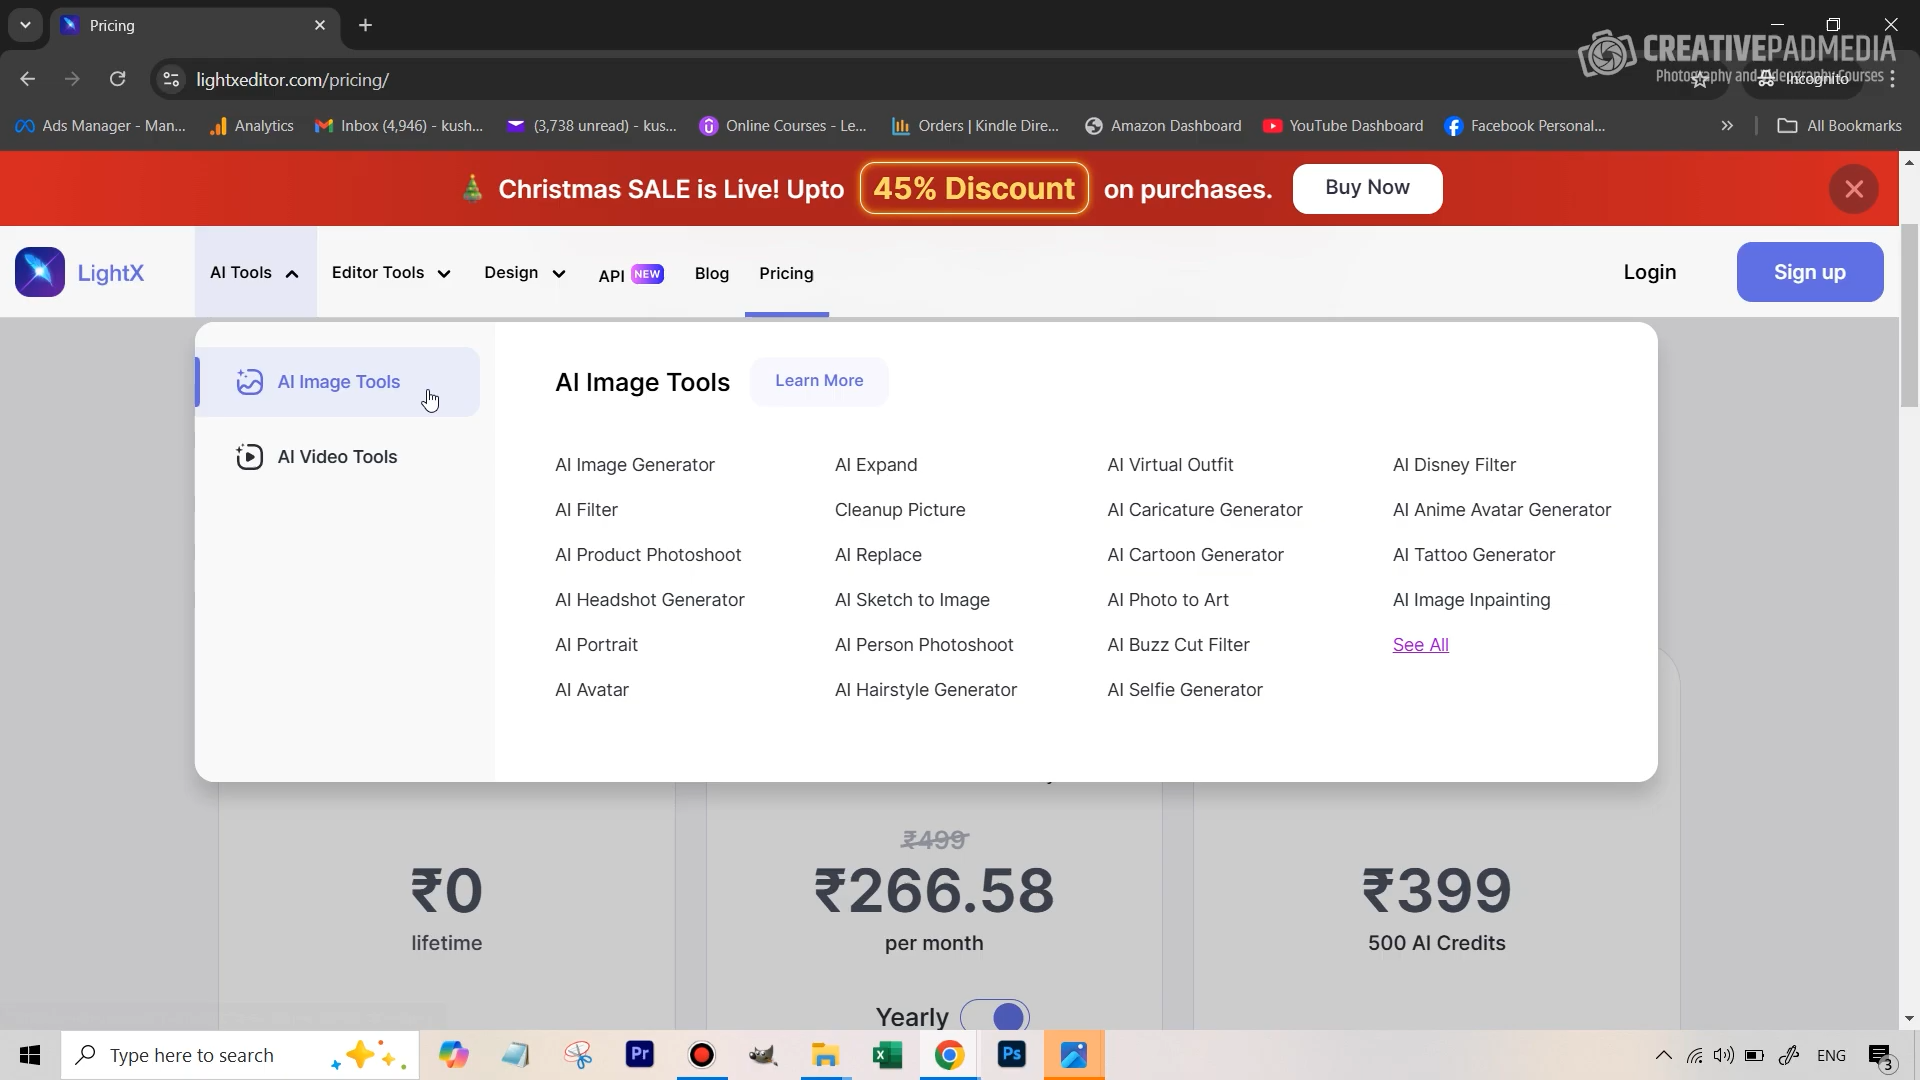 Pricing
CREATIVEPADMEDIA
Photography and Videography Courses
lightxeditor.com/pricing/
Incognito
Ads Manager - Man...
Analytics
Inbox (4,946) - kush...
(3,738 unread) - kus...
Online Courses - Le...
Orders | Kindle Dire...
Amazon Dashboard
YouTube Dashboard
Facebook Personal...
»
All Bookmarks
Christmas SALE is Live! Upto 45% Discount on purchases.
Buy Now
LightX
AI Tools
Editor Tools
Design
API NEW
Blog
Pricing
Login
Sign up
AI Image Tools
AI Video Tools
AI Image Tools
Learn More
AI Image Generator
AI Filter
AI Product Photoshoot
AI Headshot Generator
AI Portrait
AI Avatar
AI Expand
Cleanup Picture
AI Replace
AI Sketch to Image
AI Person Photoshoot
AI Hairstyle Generator
AI Virtual Outfit
AI Caricature Generator
AI Cartoon Generator
AI Photo to Art
AI Buzz Cut Filter
AI Selfie Generator
AI Disney Filter
AI Anime Avatar Generator
AI Tattoo Generator
AI Image Inpainting
See All
₹0
lifetime
₹499
₹266.58
per month
Yearly
₹399
500 AI Credits
Type here to search
Pr
Ps
ENG
3